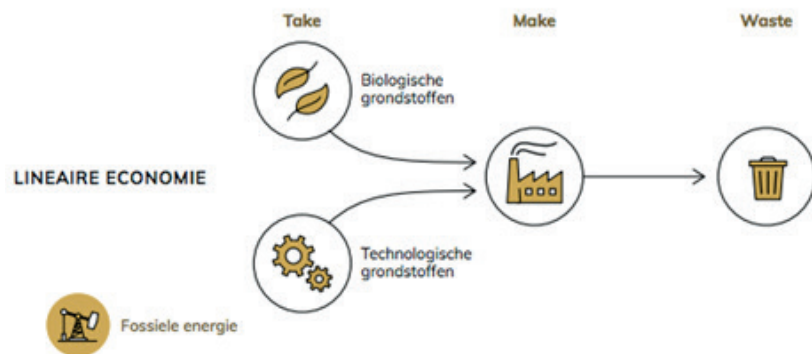 Take
Make
Waste
Biologische
grondstoffen
LINEAIRE ECONOMIE
Technologische
grondstoffen
Fossiele energie